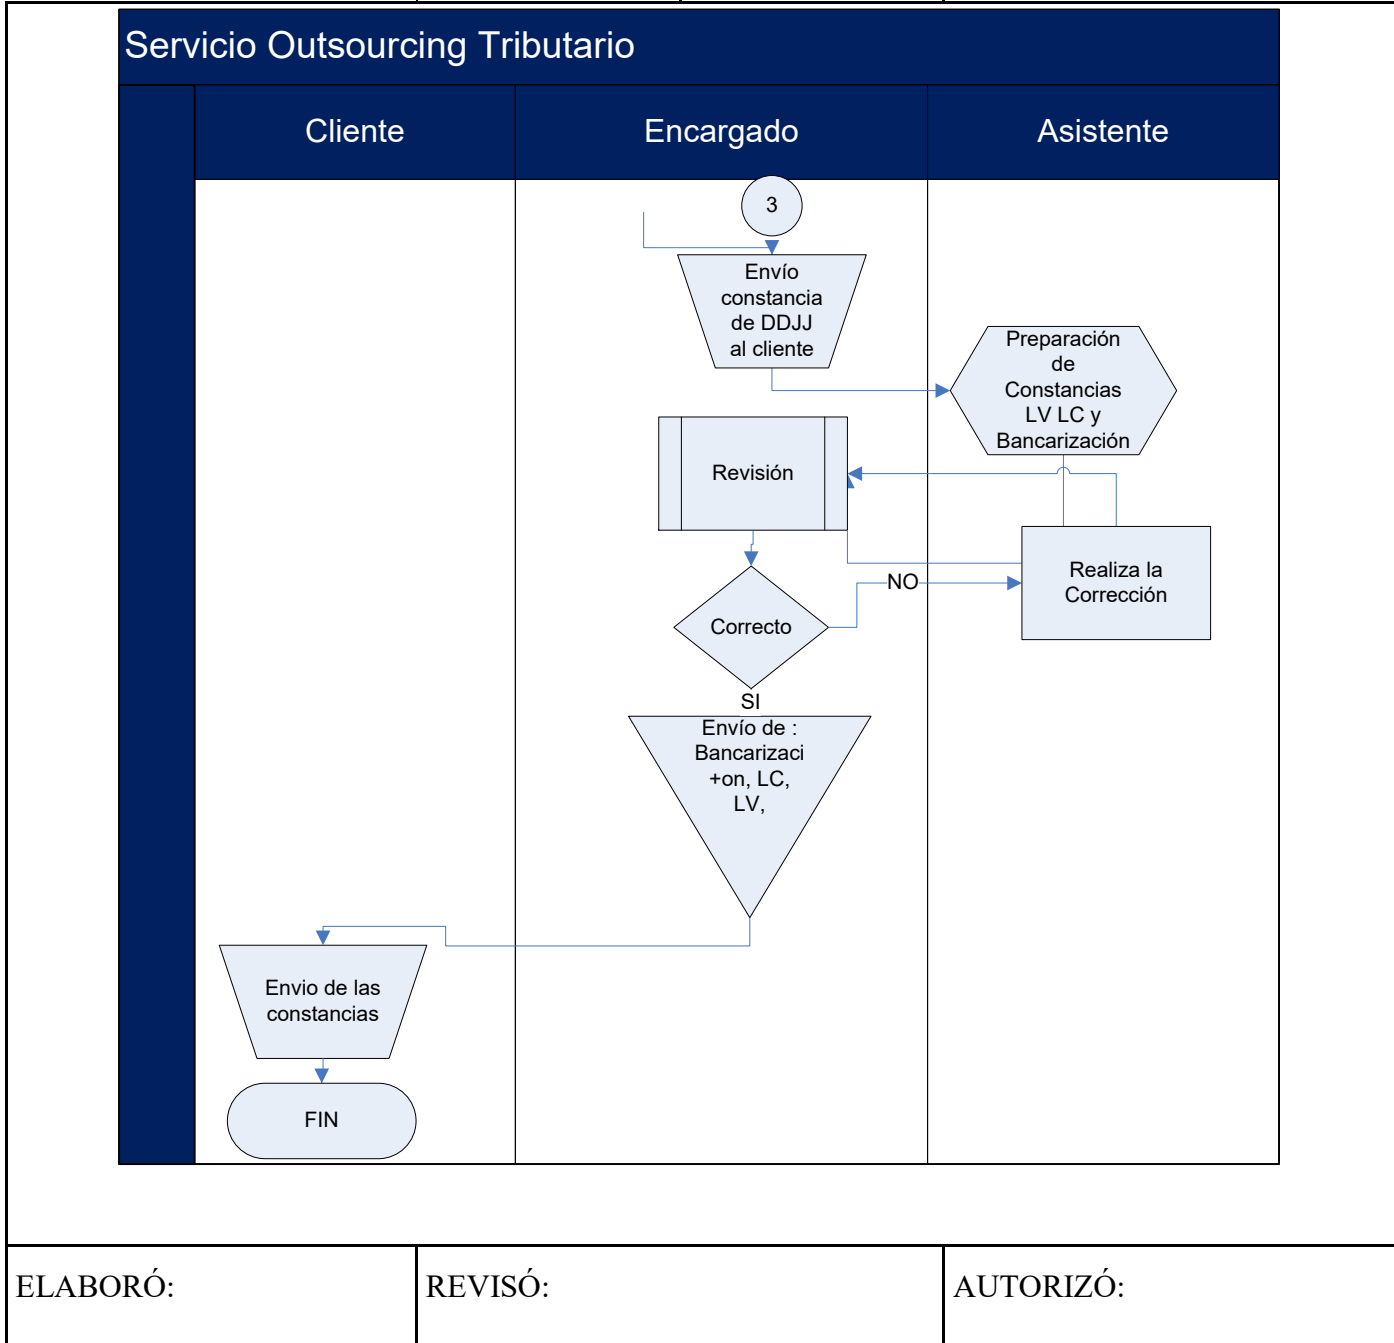 Servicio Outsourcing Tributario
Cliente
Encargado
Asistente
3
Envío
constancia
de DDJJ
al cliente
Preparación
de
Constancias
LV LC y
Bancarización
Revisión
Realiza la
Corrección
NO
Correcto
SI
Envío de :
Bancarizaci
+on, LC,
LV,
Envio de las
constancias
FIN
ELABORÓ:
REVISÓ:
AUTORIZÓ: